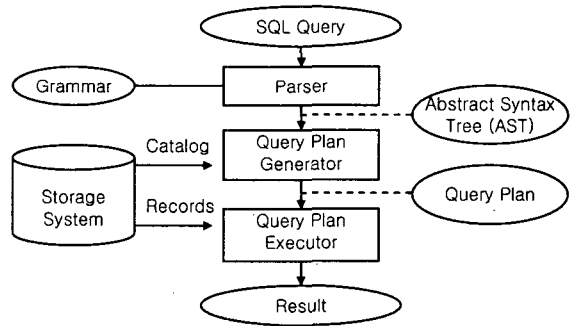 SQL Query
Grammar
Parser
Abstract Syntax
Tree (AST)
Catalog
Query Plan
Generator
Storage
System
Query Plan
Records
Query Plan
Executor
Result